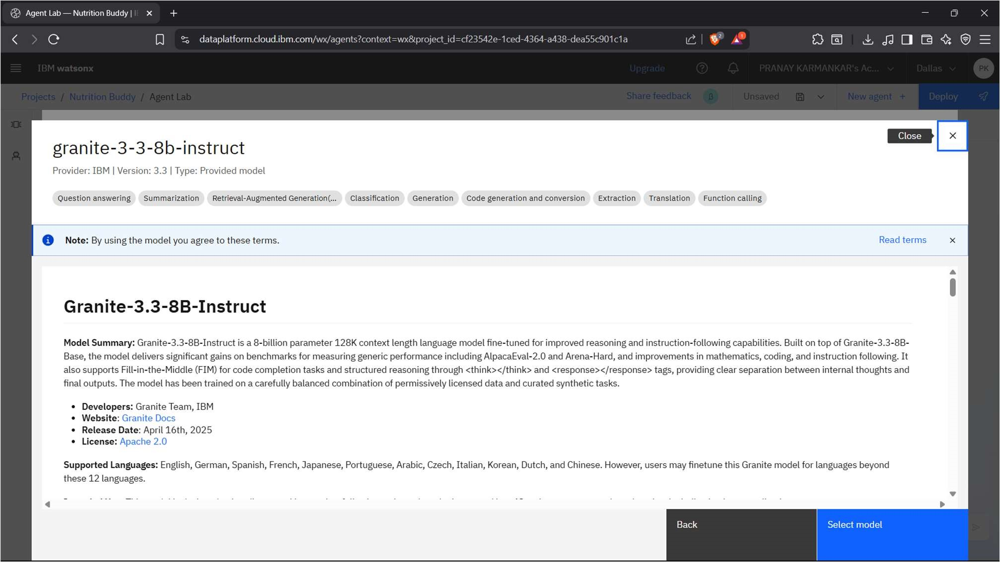 Agent Lab — Nutrition Buddy | I
dataplatform.cloud.ibm.com/wx/agents?context=wx&project_id=cf23542e-1ced-4364-a438-dea55c901c1a
2
1
IBM watsonx
Upgrade
PRANAY KARMANKAR's Ac...
Dallas
PK
Projects / Nutrition Buddy / Agent Lab
Share feedback
β
Unsaved
New agent +
Deploy
Close
granite-3-3-8b-instruct
Provider: IBM | Version: 3.3 | Type: Provided model
Question answering
Summarization
Retrieval-Augmented Generation(...
Classification
Generation
Code generation and conversion
Extraction
Translation
Function calling
Note: By using the model you agree to these terms.
Read terms
Granite-3.3-8B-Instruct
Model Summary: Granite-3.3-8B-Instruct is a 8-billion parameter 128K context length language model fine-tuned for improved reasoning and instruction-following capabilities. Built on top of Granite-3.3-8B-
Base, the model delivers significant gains on benchmarks for measuring generic performance including AlpacaEval-2.0 and Arena-Hard, and improvements in mathematics, coding, and instruction following. It
also supports Fill-in-the-Middle (FIM) for code completion tasks and structured reasoning through <think></think> and <response></response> tags, providing clear separation between internal thoughts and
final outputs. The model has been trained on a carefully balanced combination of permissively licensed data and curated synthetic tasks.
• Developers: Granite Team, IBM
• Website: Granite Docs
• Release Date: April 16th, 2025
• License: Apache 2.0
Supported Languages: English, German, Spanish, French, Japanese, Portuguese, Arabic, Czech, Italian, Korean, Dutch, and Chinese. However, users may finetune this Granite model for languages beyond
these 12 languages.
Back
Select model